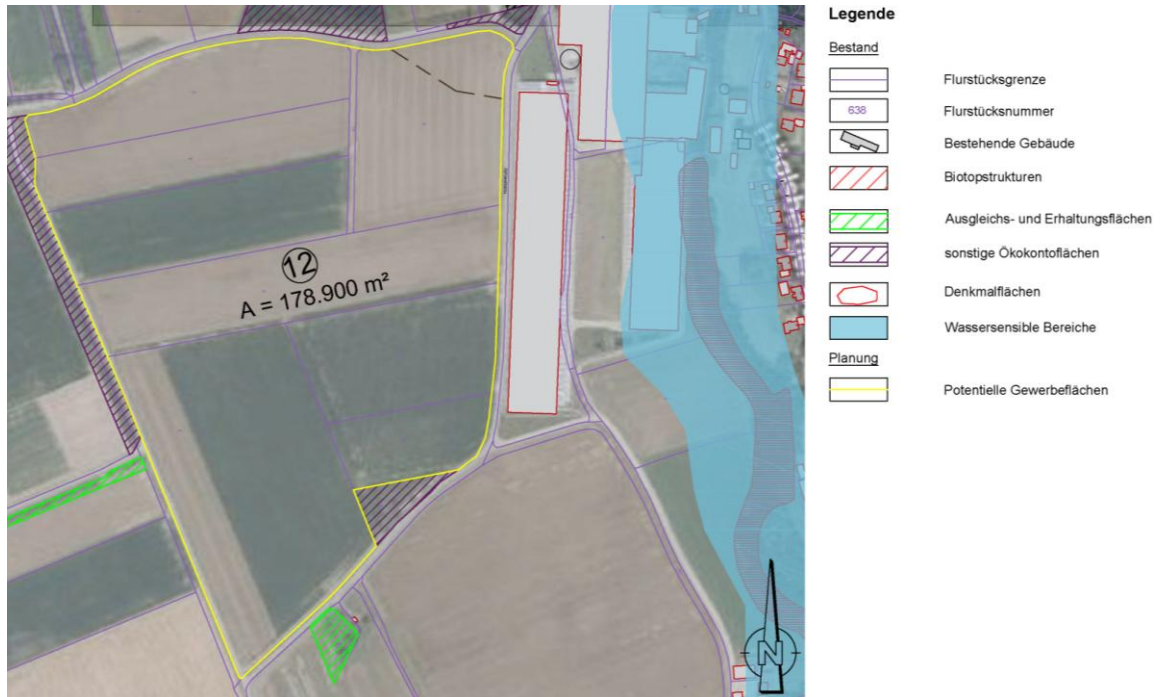 12
A = 178.900 m²
N
Legende
Bestand
Flurstücksgrenze
638
Flurstücksnummer
Bestehende Gebäude
Biotopstrukturen
Ausgleichs- und Erhaltungsflächen
sonstige Ökokontoflächen
Denkmalflächen
Wassersensible Bereiche
Planung
Potentielle Gewerbeflächen